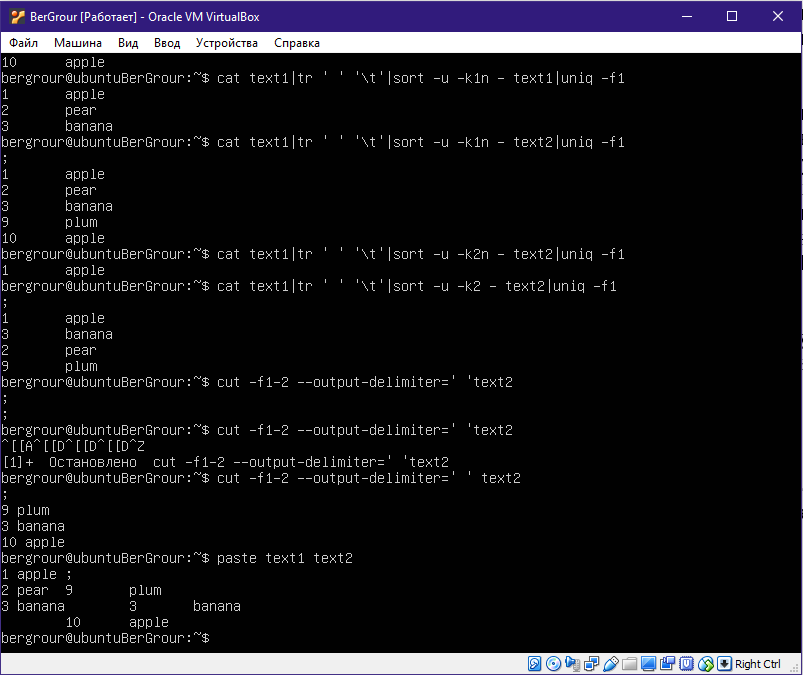 BerGrour [Работает] - Oracle VM VirtualBox
Файл Машина Вид Ввод Устройства Справка
10      apple
bergrour@ubuntuBerGrour:~$ cat text1|tr ' ' '\t'|sort -u -k1n - text1|uniq -f1
1       apple
2       pear
3       banana
bergrour@ubuntuBerGrour:~$ cat text1|tr ' ' '\t'|sort -u -k1n - text2|uniq -f1
;
1       apple
2       pear
3       banana
9       plum
10      apple
bergrour@ubuntuBerGrour:~$ cat text1|tr ' ' '\t'|sort -u -k2n - text2|uniq -f1
1       apple
bergrour@ubuntuBerGrour:~$ cat text1|tr ' ' '\t'|sort -u -k2 - text2|uniq -f1
;
1       apple
3       banana
2       pear
9       plum
bergrour@ubuntuBerGrour:~$ cut -f1-2 --output-delimiter=' 'text2
;
;
bergrour@ubuntuBerGrour:~$ cut -f1-2 --output-delimiter=' 'text2
^[[A^[[D^[[D^[[D^Z
[1]+  Остановлено  cut -f1-2 --output-delimiter=' 'text2
bergrour@ubuntuBerGrour:~$ cut -f1-2 --output-delimiter=' ' text2
;
9 plum
3 banana
10 apple
bergrour@ubuntuBerGrour:~$ paste text1 text2
1 apple ;
2 pear  9       plum
3 banana        3       banana
        10      apple
bergrour@ubuntuBerGrour:~$
Right Ctrl